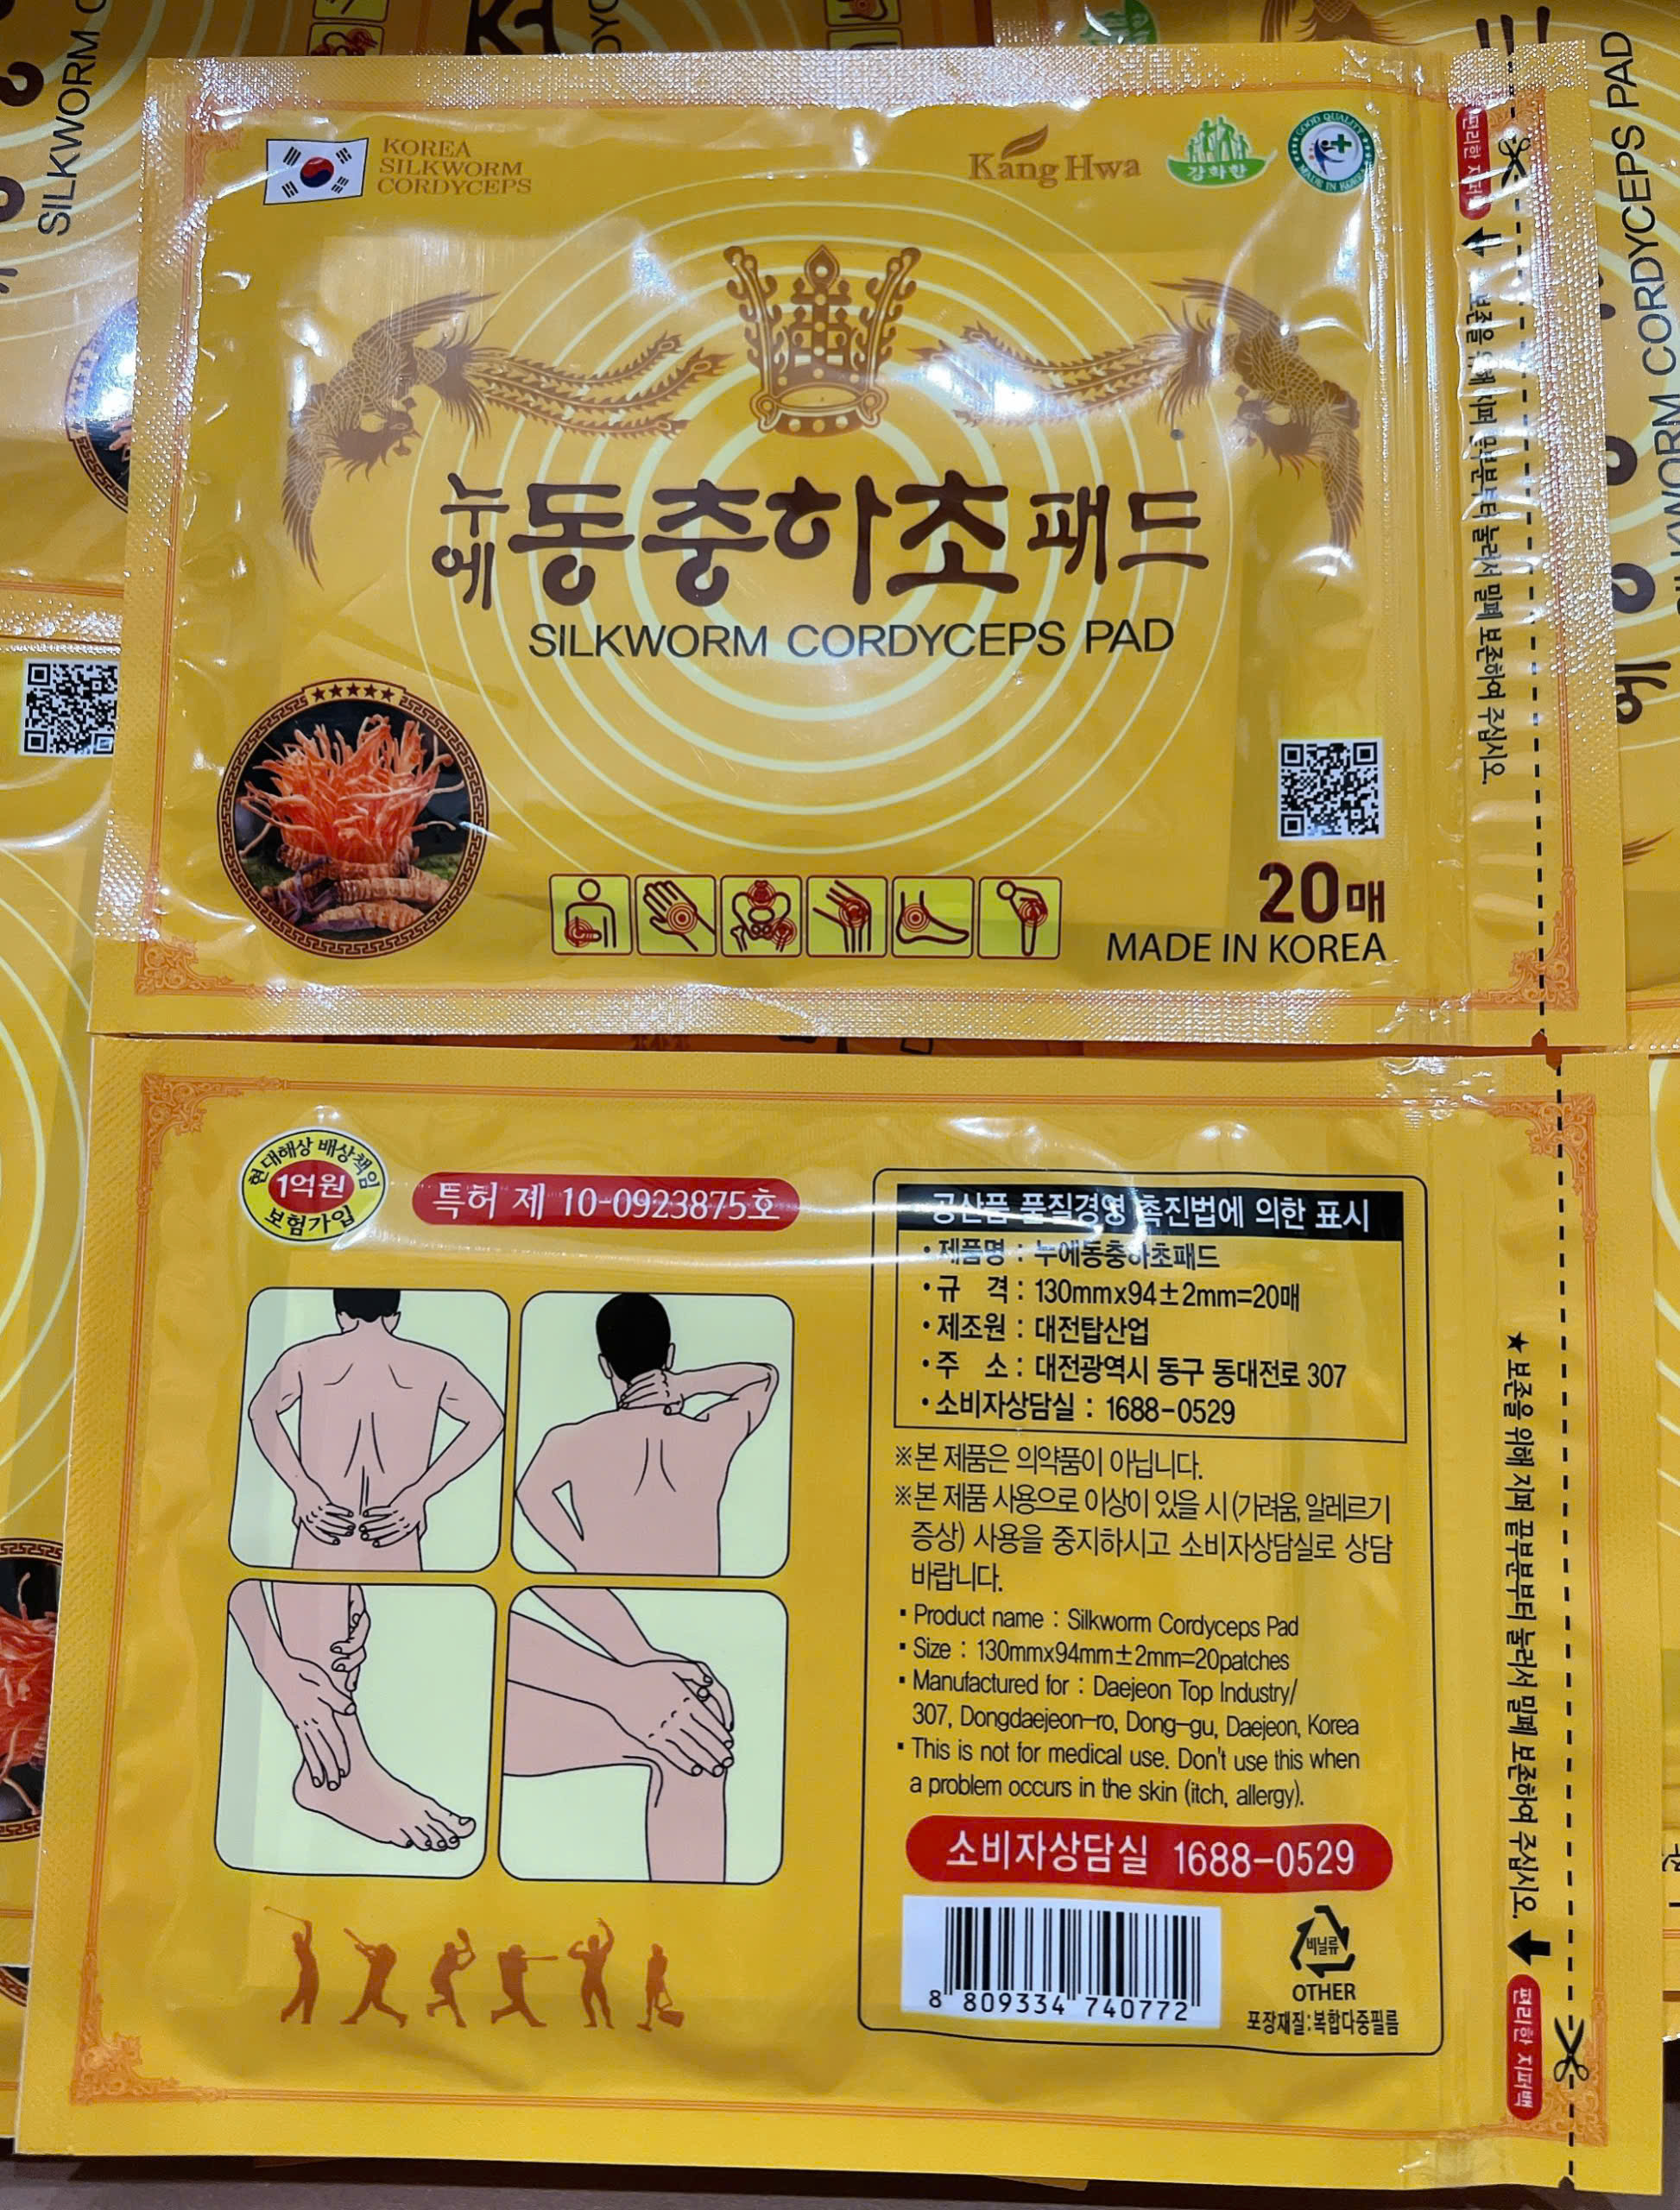 KOREA
SILKWORM
CORDYCEPS
Kang Hwa
강화한
GOOD QUALITY
MADE IN KOREA
누에동충하초패드
SILKWORM CORDYCEPS PAD
20매
MADE IN KOREA
편리한
보존을 위해 지퍼 끝부분부터 눌러서 밀폐 보존하여 주십시오.
SILKWORM
CORDYCEPS PAD
현대해상 배상책임
1억원
보험가입
특허 제 10-0923875호
공산품 품질경영 촉진법에 의한 표시
• 제품명 : 누에동충하초패드
• 규 격 : 130mmx94±2mm=20매
• 제조원 : 대전탑산업
• 주 소 : 대전광역시 동구 동대전로 307
• 소비자상담실 : 1688-0529
※본 제품은 의약품이 아닙니다.
※본 제품 사용으로 이상이 있을 시 (가려움, 알레르기
증상) 사용을 중지하시고 소비자상담실로 상담
바랍니다.
▪ Product name : Silkworm Cordyceps Pad
▪ Size : 130mmx94mm±2mm=20patches
▪ Manufactured for : Daejeon Top Industry/
307, Dongdaejeon-ro, Dong-gu, Daejeon, Korea
▪ This is not for medical use. Don't use this when
a problem occurs in the skin (itch, allergy).
소비자상담실 1688-0529
8 809334 740772
비닐류
OTHER
포장재질:복합다중필름
★ 보존을 위해 지퍼 끝부분부터 눌러서 밀폐 보존하여 주십시오.
편리한 지퍼백